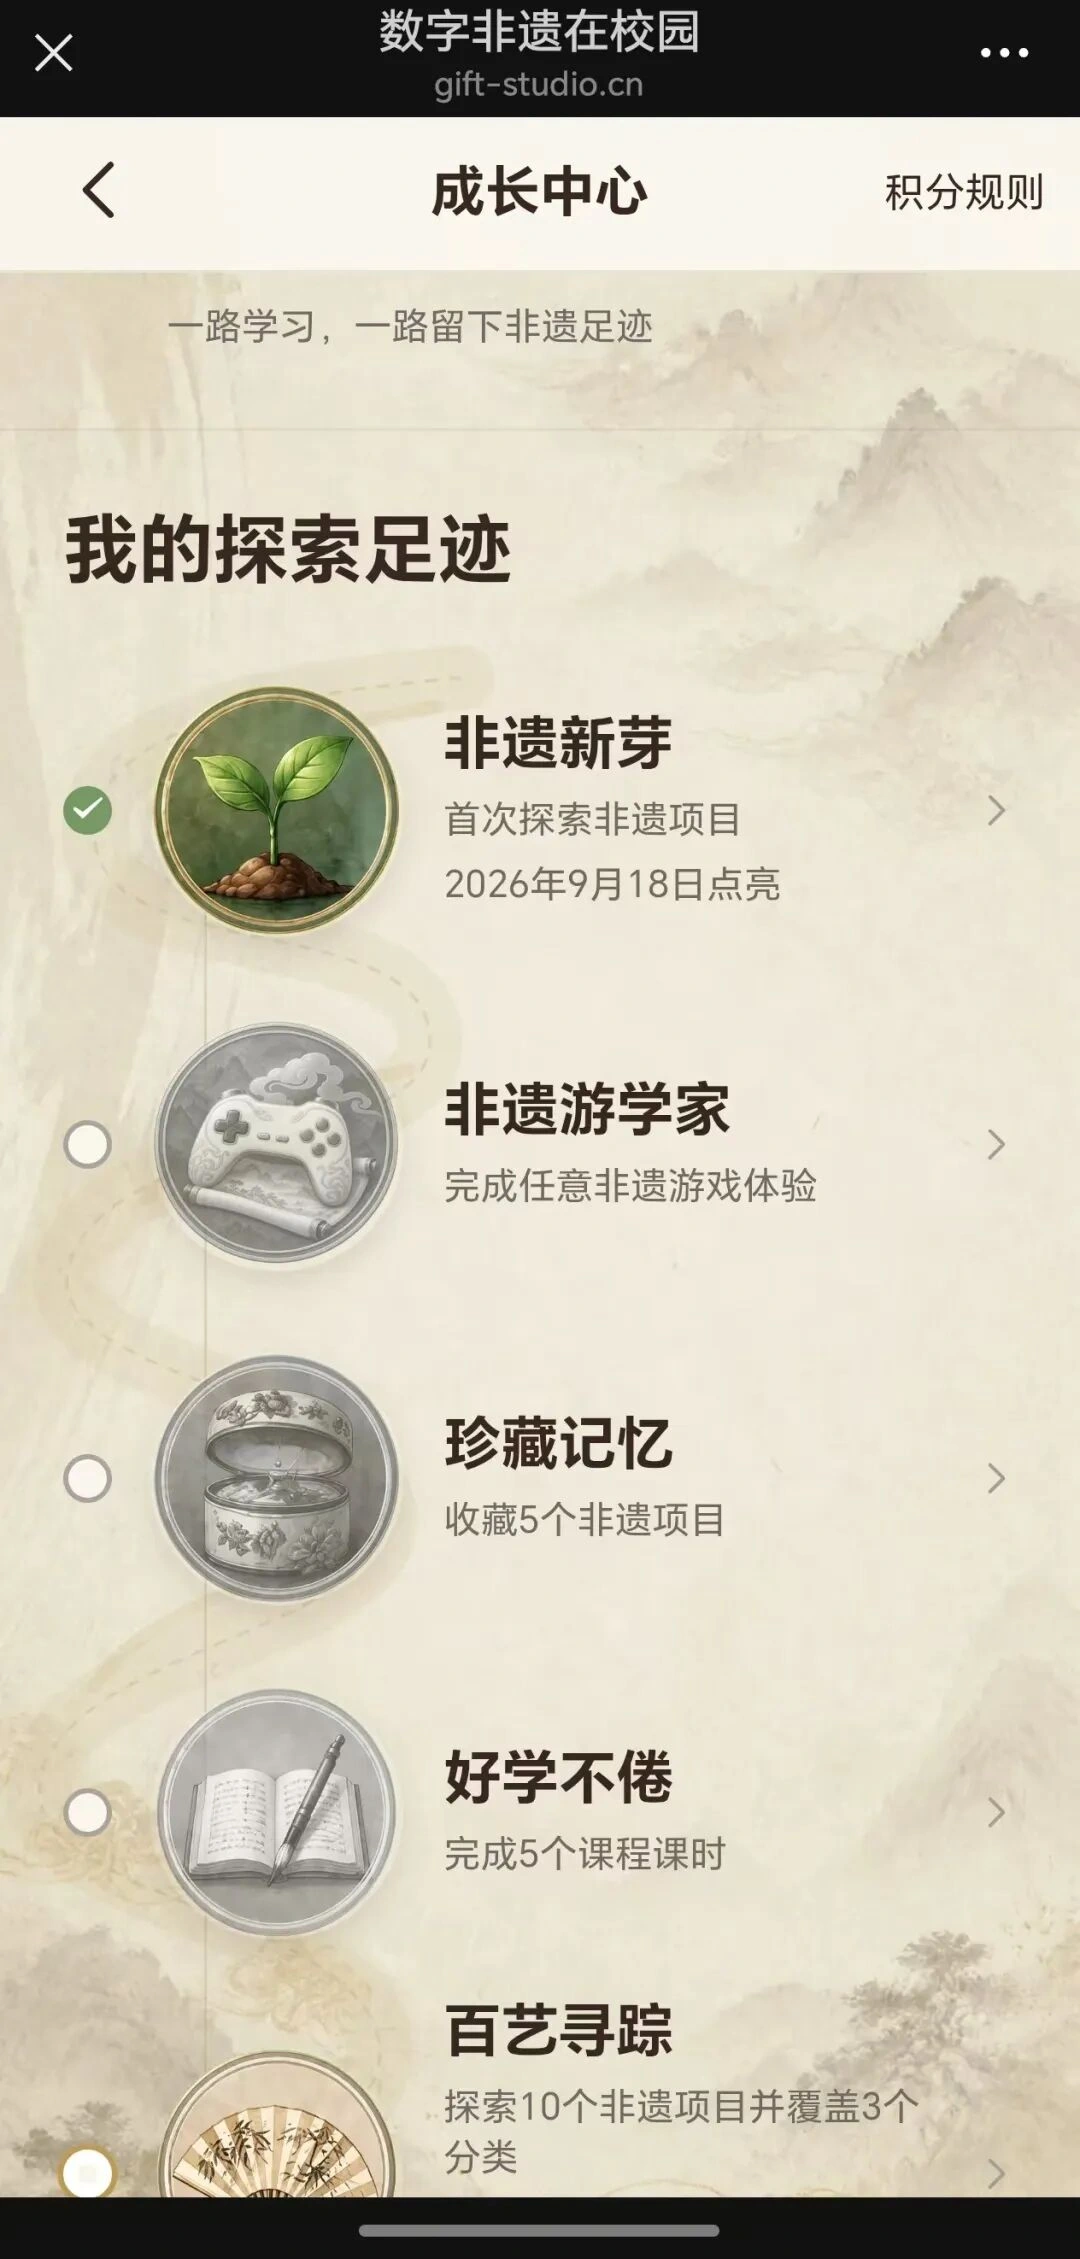 数字非遗在校园
gift-studio.cn
成长中心
积分规则
一路学习，一路留下非遗足迹
我的探索足迹
非遗新芽
首次探索非遗项目
2026年9月18日点亮
非遗游学家
完成任意非遗游戏体验
珍藏记忆
收藏5个非遗项目
好学不倦
完成5个课程课时
百艺寻踪
探索10个非遗项目并覆盖3个
分类